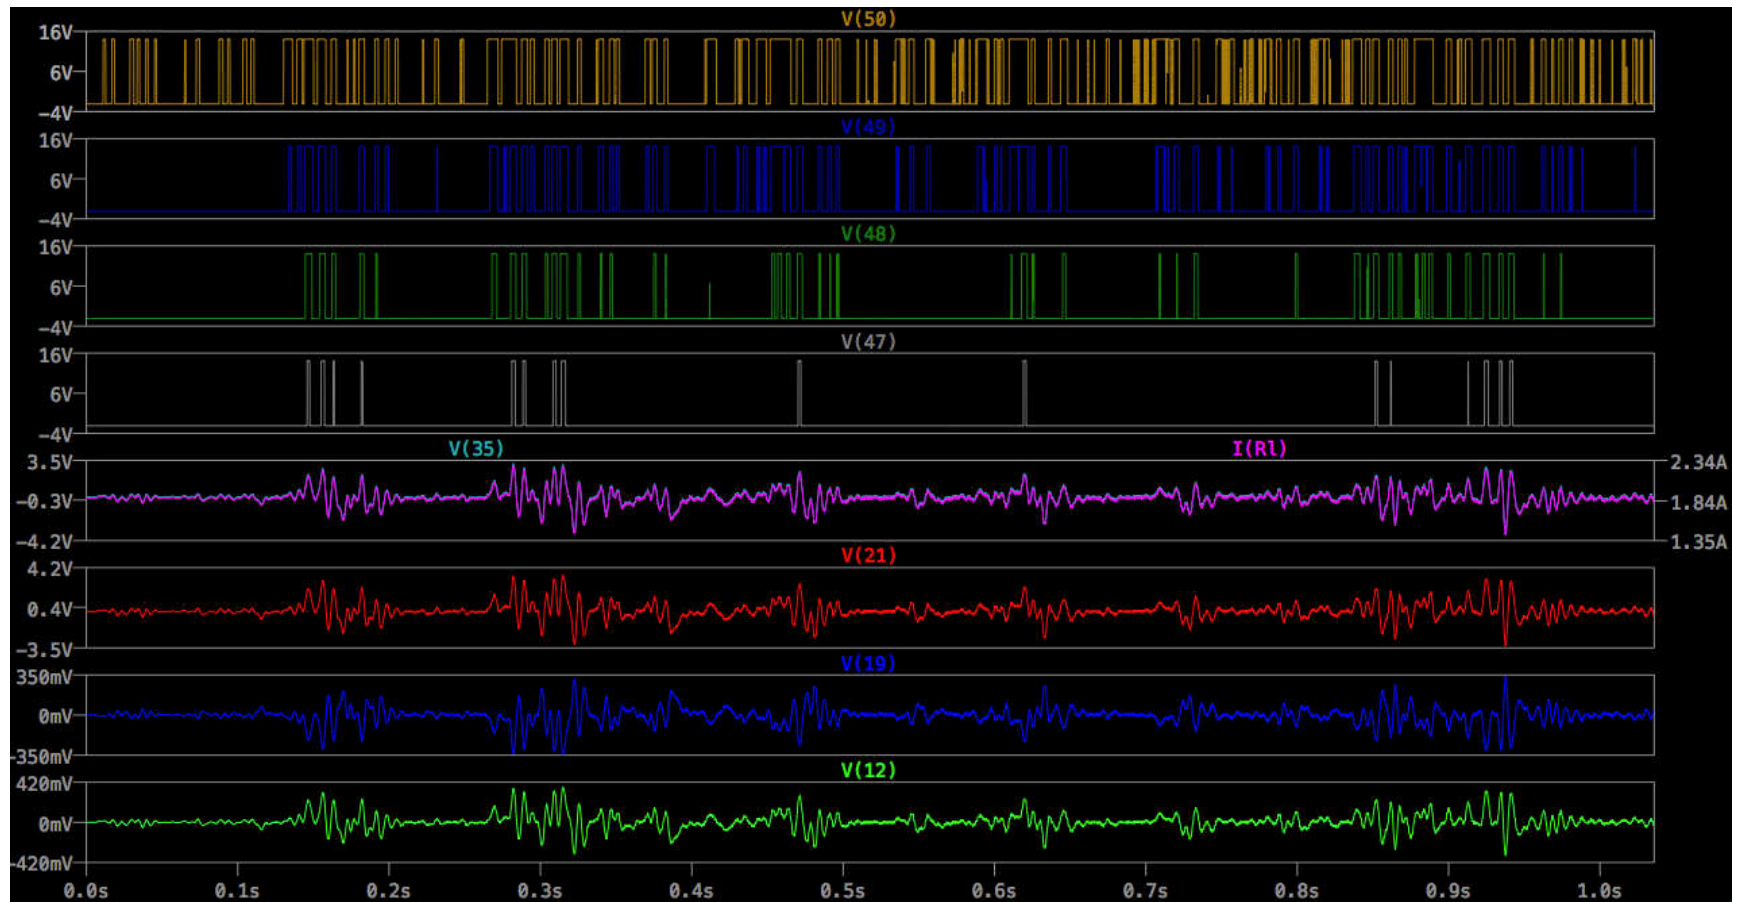 V(50)
16V
6V
-4V
V(49)
16V
6V
-4V
V(48)
16V
6V
-4V
V(47)
16V
6V
-4V
V(35) I(Rl)
3.5V 2.34A
-0.3V 1.84A
-4.2V 1.35A
V(21)
4.2V
0.4V
-3.5V
V(19)
350mV
0mV
-350mV
V(12)
420mV
0mV
-420mV
0.0s 0.1s 0.2s 0.3s 0.4s 0.5s 0.6s 0.7s 0.8s 0.9s 1.0s